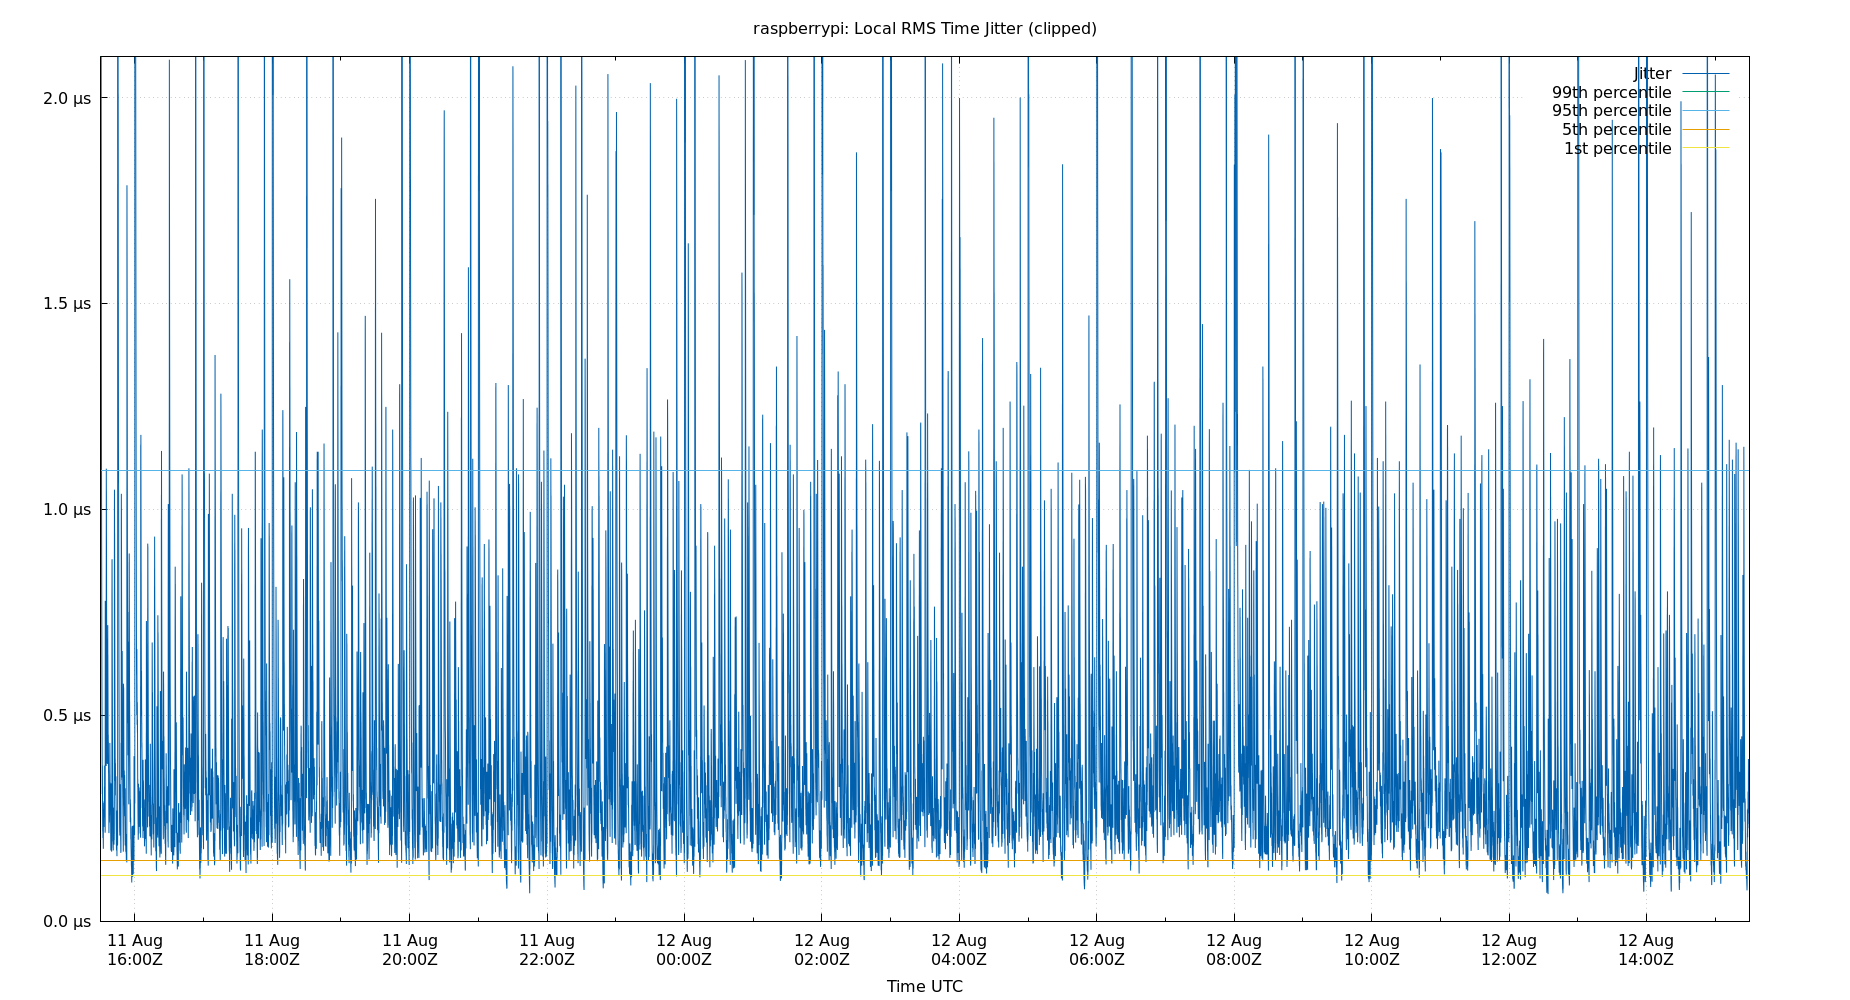 raspberrypi: Local RMS Time Jitter (clipped)
Jitter
99th percentile
95th percentile
5th percentile
1st percentile
2.0 µs
1.5 µs
1.0 µs
0.5 µs
0.0 µs
11 Aug 11 Aug 11 Aug 11 Aug 12 Aug 12 Aug 12 Aug 12 Aug 12 Aug 12 Aug 12 Aug 12 Aug
16:00Z 18:00Z 20:00Z 22:00Z 00:00Z 02:00Z 04:00Z 06:00Z 08:00Z 10:00Z 12:00Z 14:00Z
Time UTC